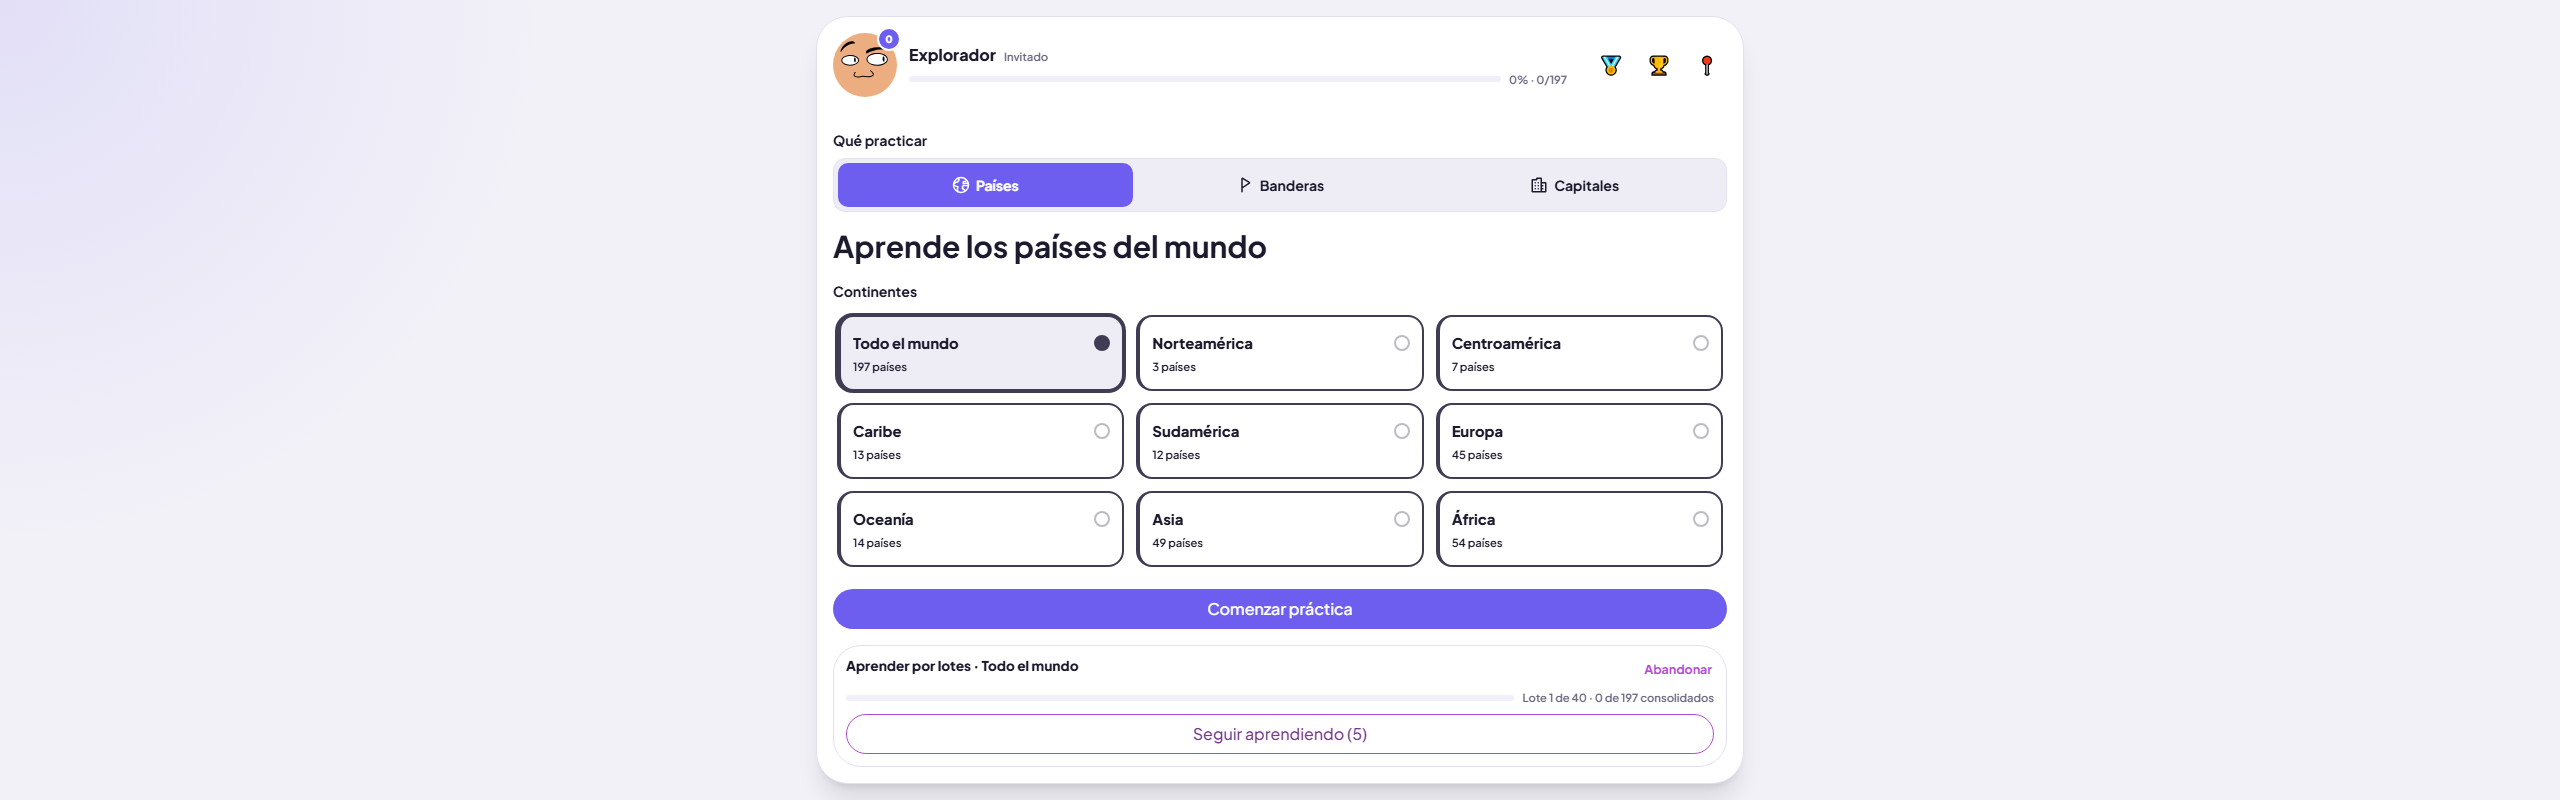 0
Explorador Invitado
0% · 0/197
Qué practicar
Países
Banderas
Capitales
Aprende los países del mundo
Continentes
Todo el mundo
197 países
Norteamérica
3 países
Centroamérica
7 países
Caribe
13 países
Sudamérica
12 países
Europa
45 países
Oceanía
14 países
Asia
49 países
África
54 países
Comenzar práctica
Aprender por lotes · Todo el mundo
Abandonar
Lote 1 de 40 · 0 de 197 consolidados
Seguir aprendiendo (5)